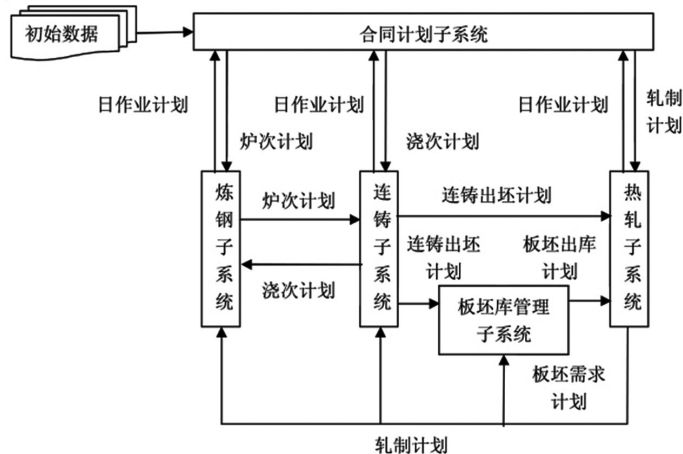 初始数据
合同计划子系统
日作业计划
炉次计划
日作业计划
浇次计划
日作业计划
轧制
计划
炼钢子系统
炉次计划
浇次计划
连铸子系统
连铸出坯计划
连铸出坯
计划
板坯出库
计划
板坯库管理
子系统
热轧子系统
板坯需求
计划
轧制计划